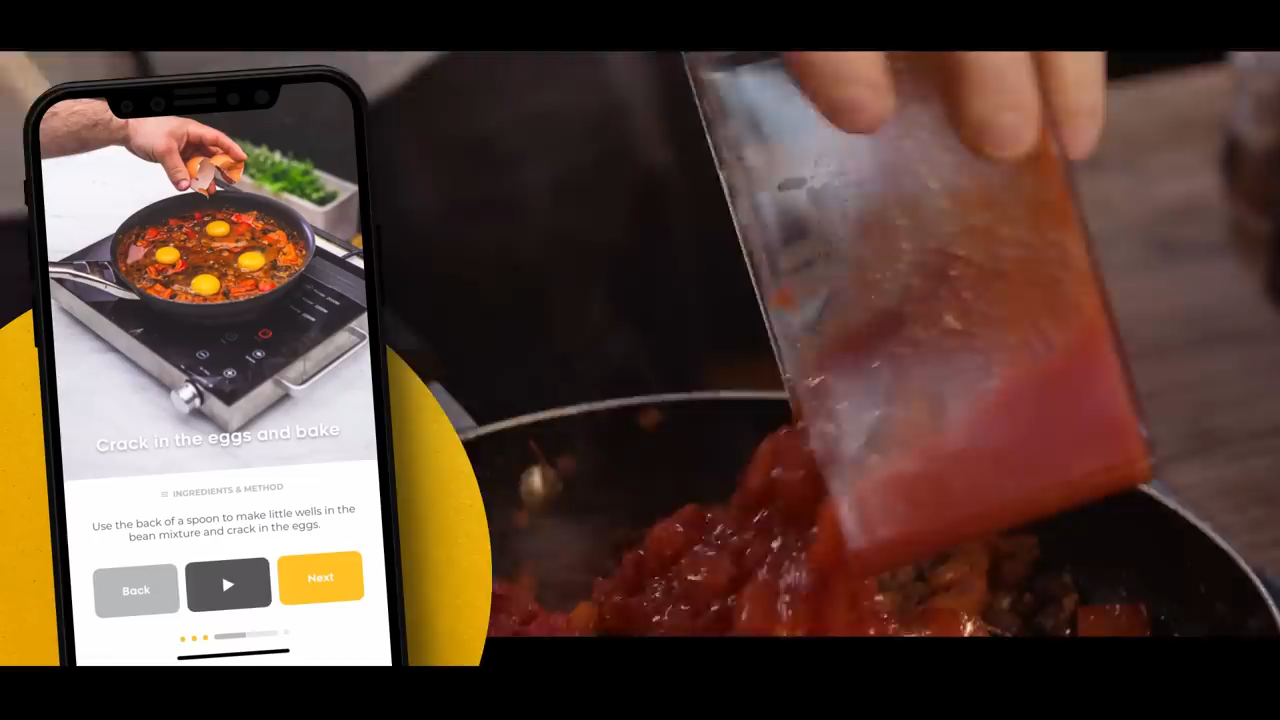 Crack in the eggs and bake
INGREDIENTS & METHOD
Use the back of a spoon to make little wells in the
bean mixture and crack in the eggs.
Back
Next